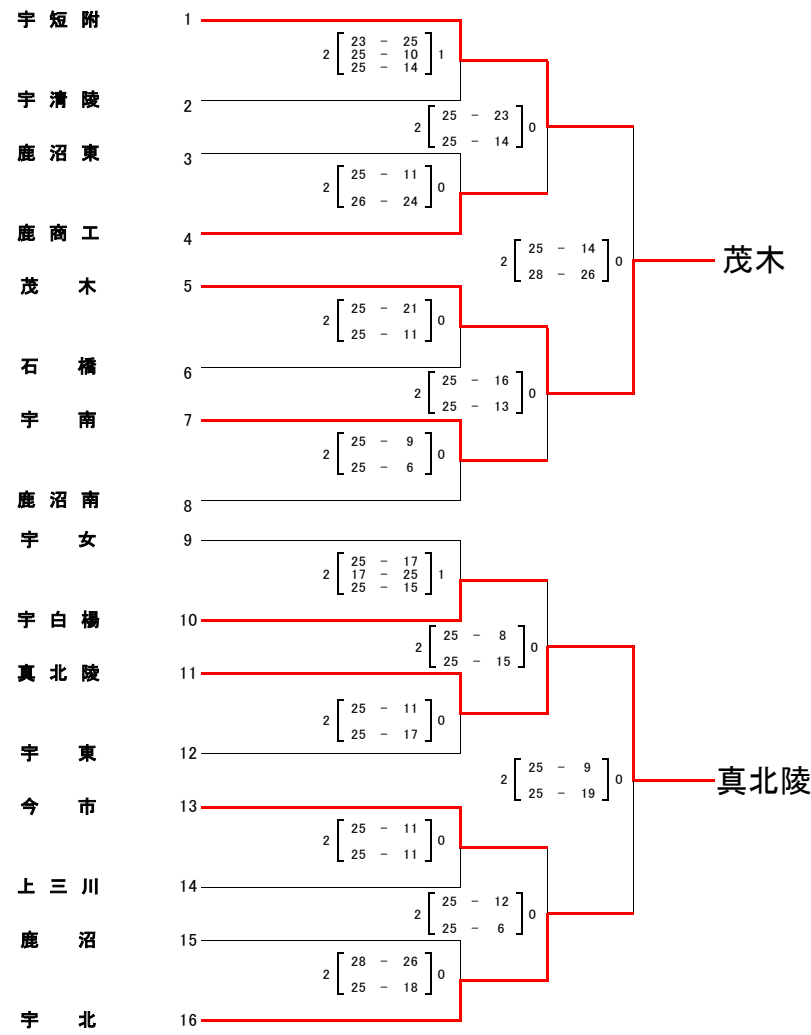 宇 短 附 1
23 － 25
2 25 － 10 1
25 － 14
宇 清 陵 2
25 － 23
2 0
25 － 14
鹿 沼 東 3
25 － 11
2 0
26 － 24
鹿 商 工 4
25 － 14
2 0
28 － 26
茂木
茂 木 5
25 － 21
2 0
25 － 11
石 橋 6
25 － 16
2 0
25 － 13
宇 南 7
25 － 9
2 0
25 － 6
鹿 沼 南 8
宇 女 9
25 － 17
2 17 － 25 1
25 － 15
宇 白 楊 10
25 － 8
2 0
25 － 15
真 北 陵 11
25 － 11
2 0
25 － 17
宇 東 12
25 － 9
2 0
25 － 19
真北陵
今 市 13
25 － 11
2 0
25 － 11
上 三 川 14
25 － 12
2 0
25 － 6
鹿 沼 15
28 － 26
2 0
25 － 18
宇 北 16